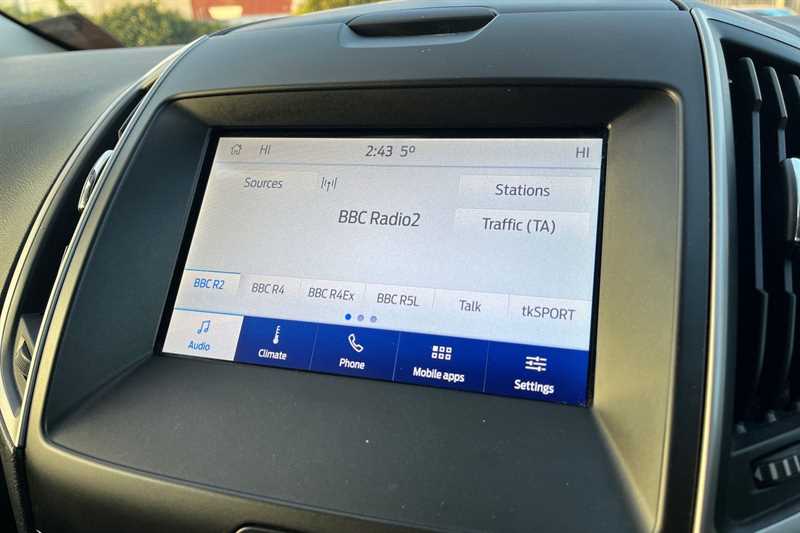 HI 2:43 5° HI
Sources Stations
BBC Radio2
Traffic (TA)
BBC R2 BBC R4 BBC R4Ex BBC R5L Talk tkSPORT
Audio Climate Phone Mobile apps Settings